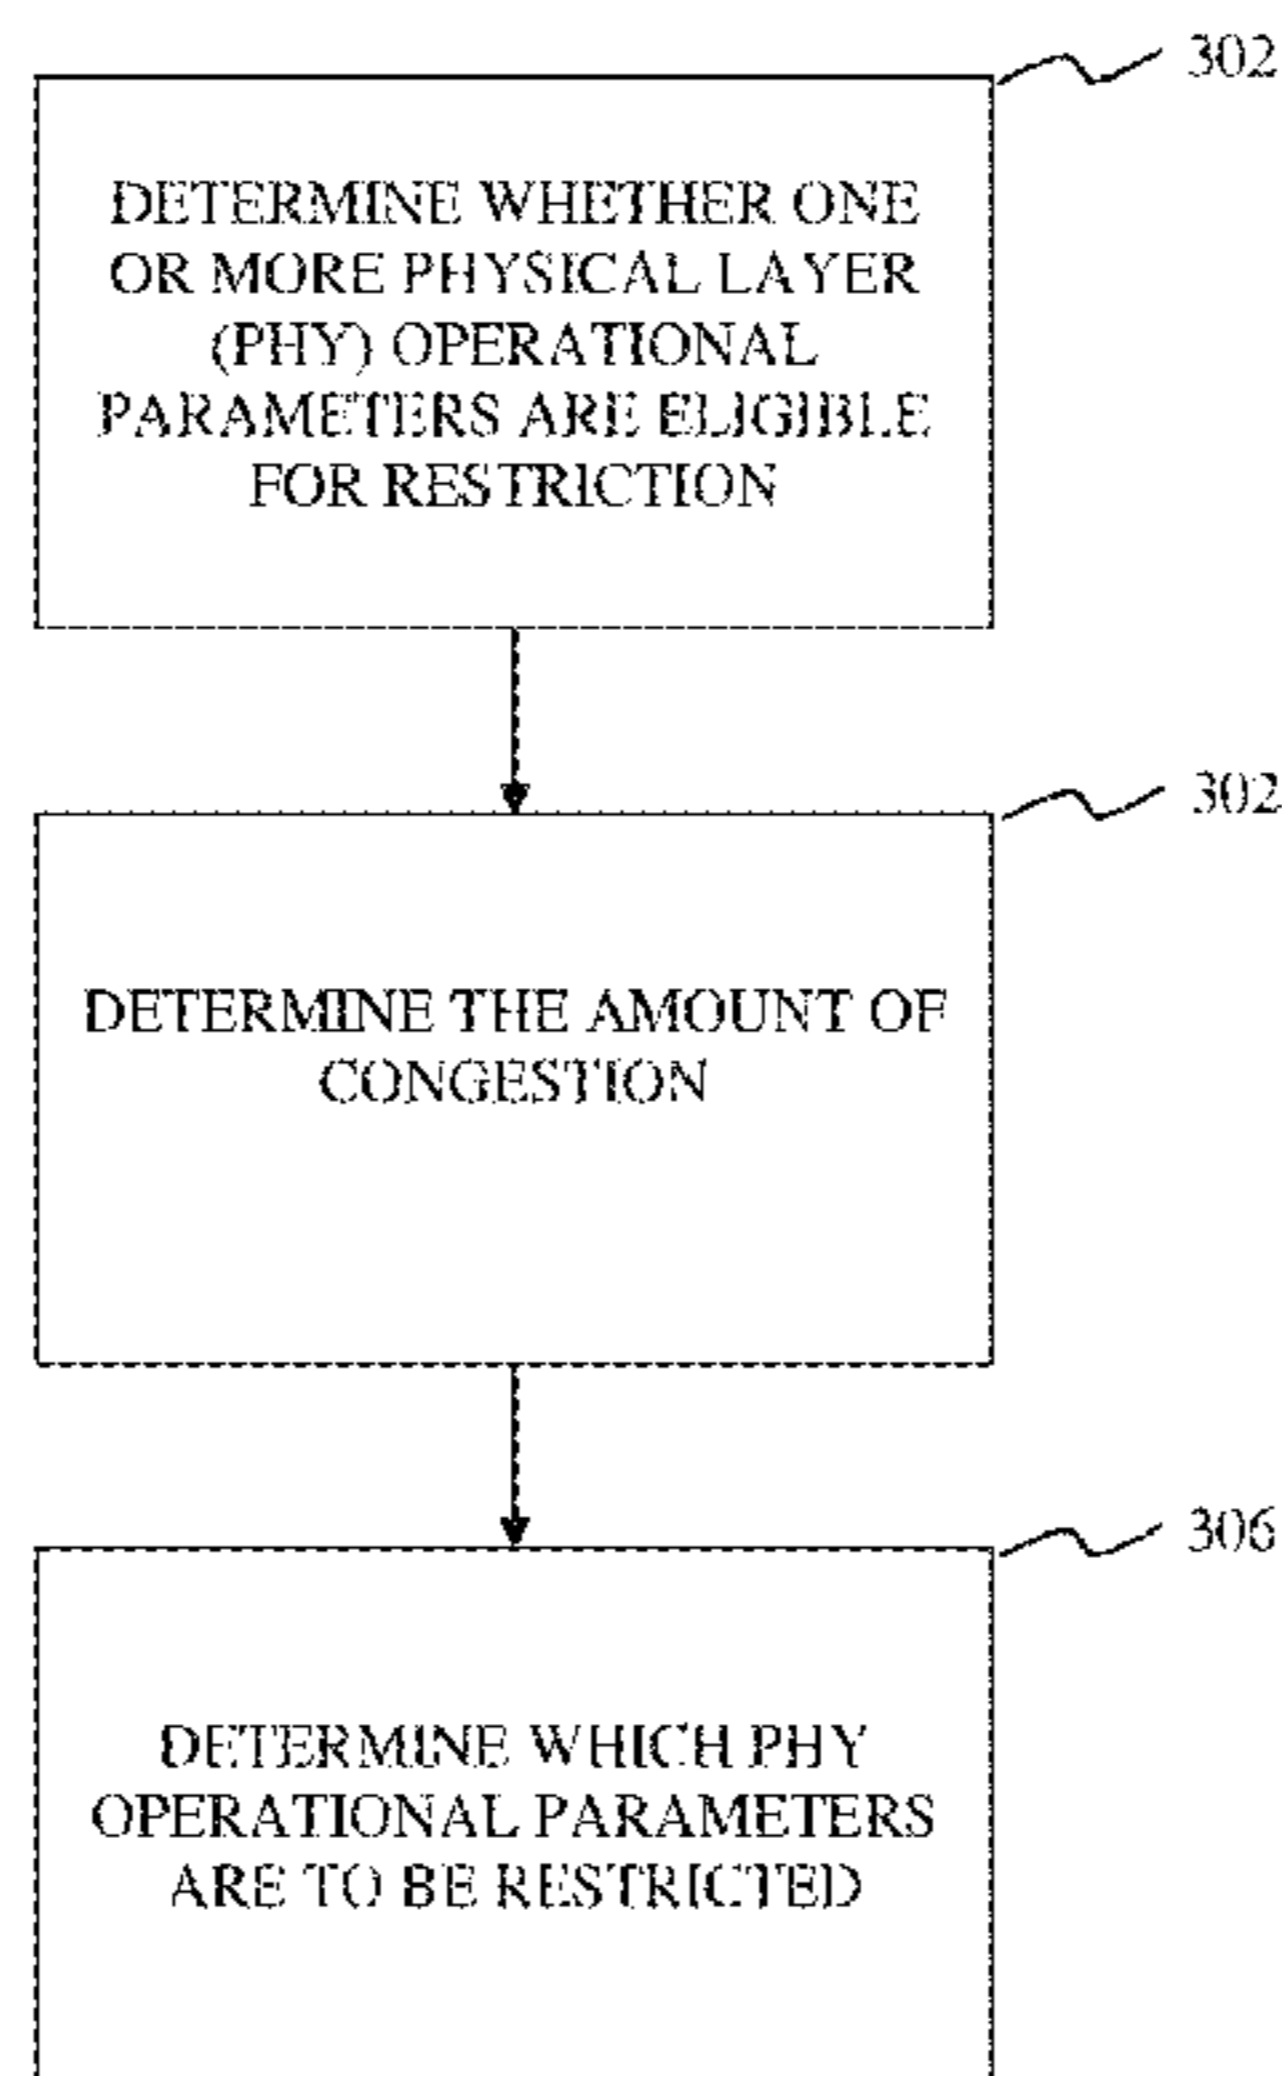 302
DETERMINE WHETHER ONE
OR MORE PHYSICAL LAYER
(PHY) OPERATIONAL
PARAMETERS ARE ELIGIBLE
FOR RESTRICTION
302
DETERMINE THE AMOUNT OF
CONGESTION
306
DETERMINE WHICH PHY
OPERATIONAL PARAMETERS
ARE TO BE RESTRICTED